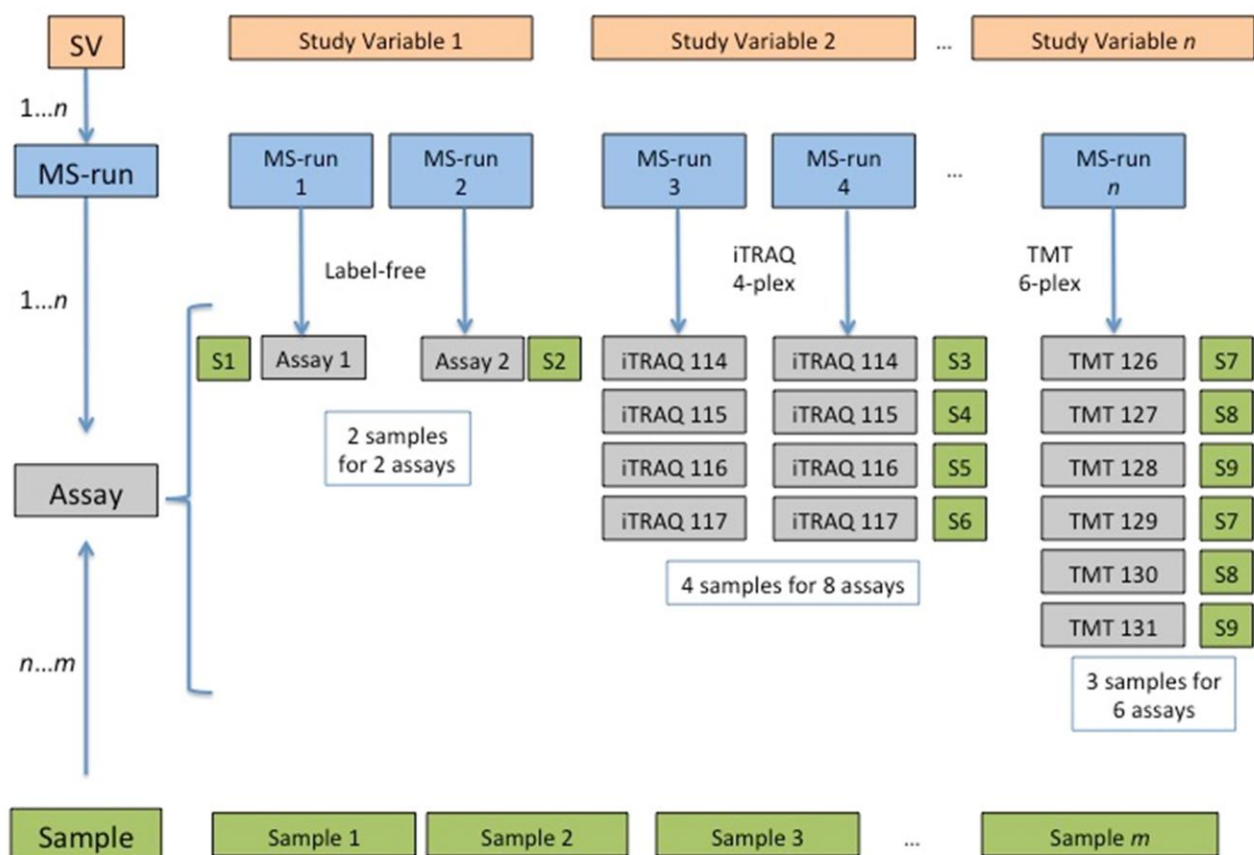 SV
Study Variable 1
Study Variable 2
...
Study Variable n
1...n
MS-run
MS-run
1
MS-run
2
MS-run
3
MS-run
4
...
MS-run
n
1...n
Label-free
iTRAQ
4-plex
TMT
6-plex
S1
Assay 1
Assay 2
S2
iTRAQ 114
iTRAQ 114
S3
TMT 126
S7
iTRAQ 115
iTRAQ 115
S4
TMT 127
S8
2 samples
for 2 assays
iTRAQ 116
iTRAQ 116
S5
TMT 128
S9
Assay
iTRAQ 117
iTRAQ 117
S6
TMT 129
S7
4 samples for 8 assays
TMT 130
S8
TMT 131
S9
n...m
3 samples for
6 assays
Sample
Sample 1
Sample 2
Sample 3
...
Sample m